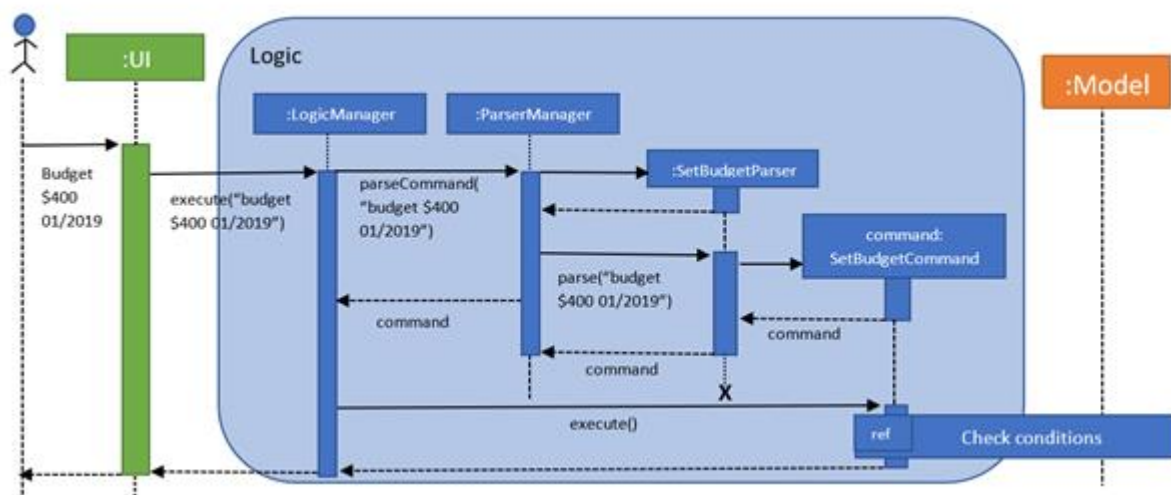 :UI
Logic
:Model
:LogicManager
:ParserManager
:SetBudgetParser
Budget
$400
01/2019
execute("budget
$400 01/2019")
parseCommand(
"budget $400
01/2019")
command:
SetBudgetCommand
parse("budget
$400 01/2019")
command
command
command
X
execute()
ref
Check conditions